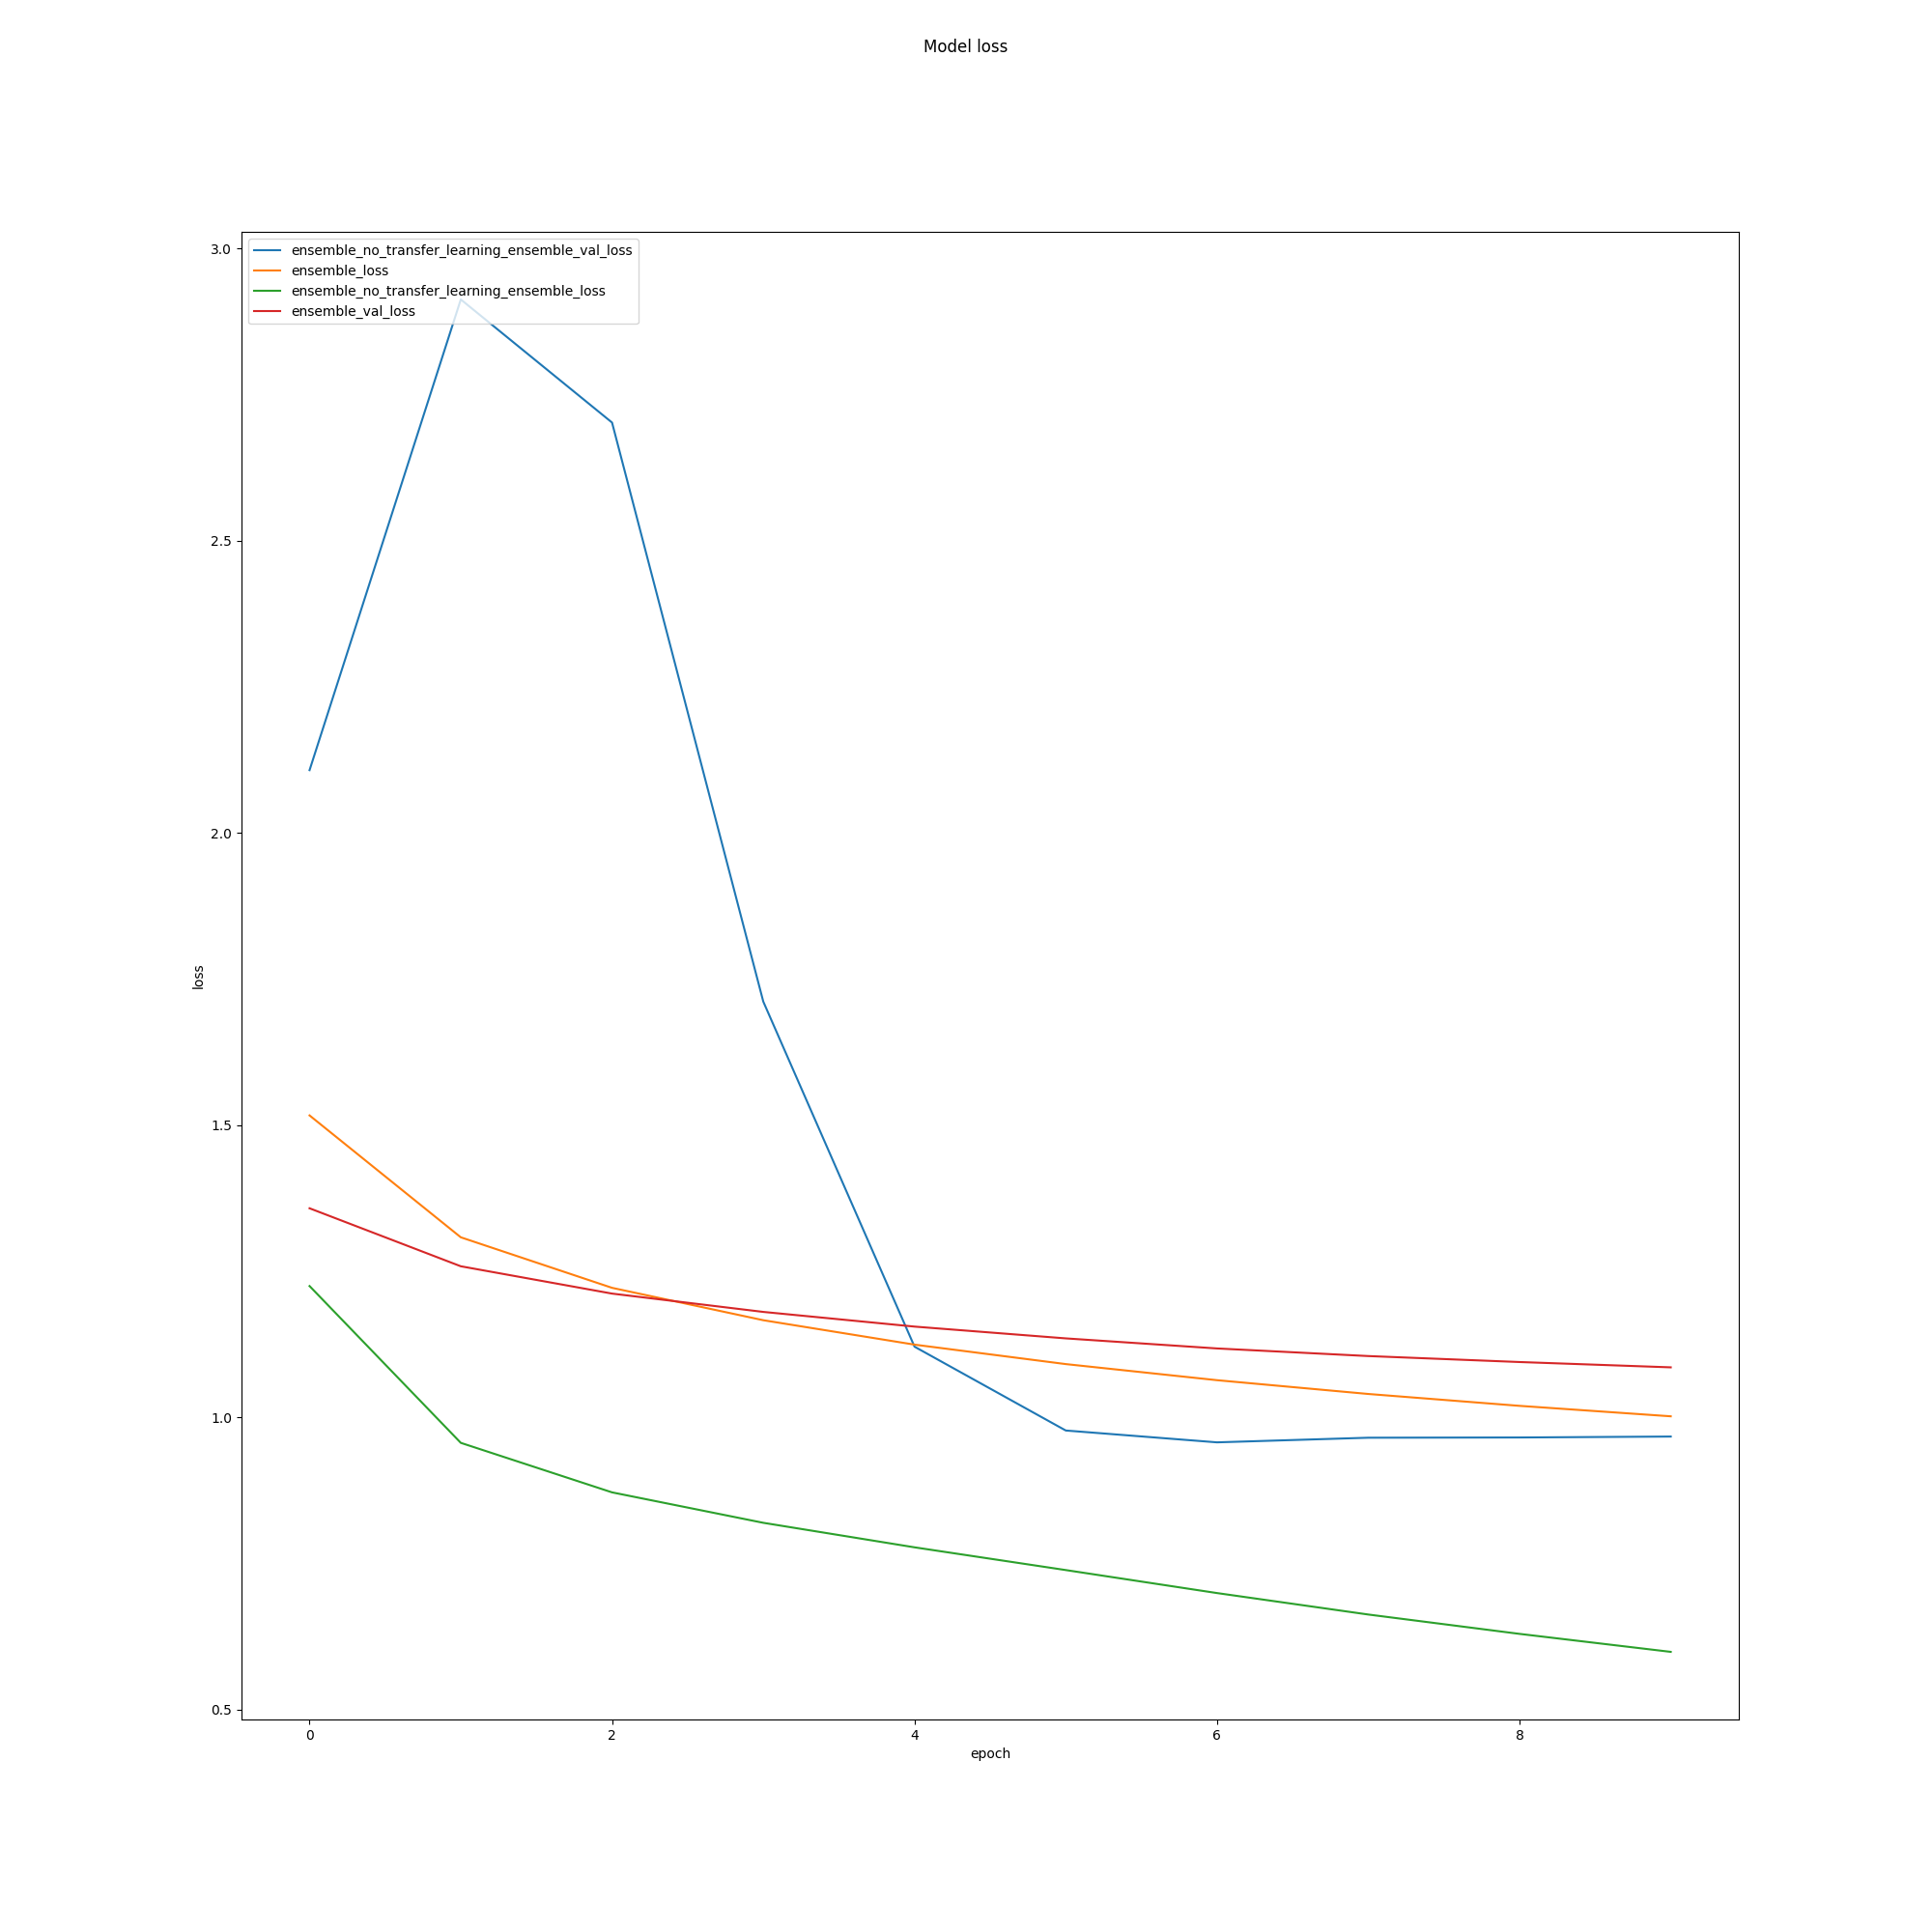 Model loss
ensemble_no_transfer_learning_ensemble_val_loss
ensemble_loss
ensemble_no_transfer_learning_ensemble_loss
ensemble_val_loss
3.0
2.5
2.0
1.5
1.0
0.5
loss
0 2 4 6 8
epoch